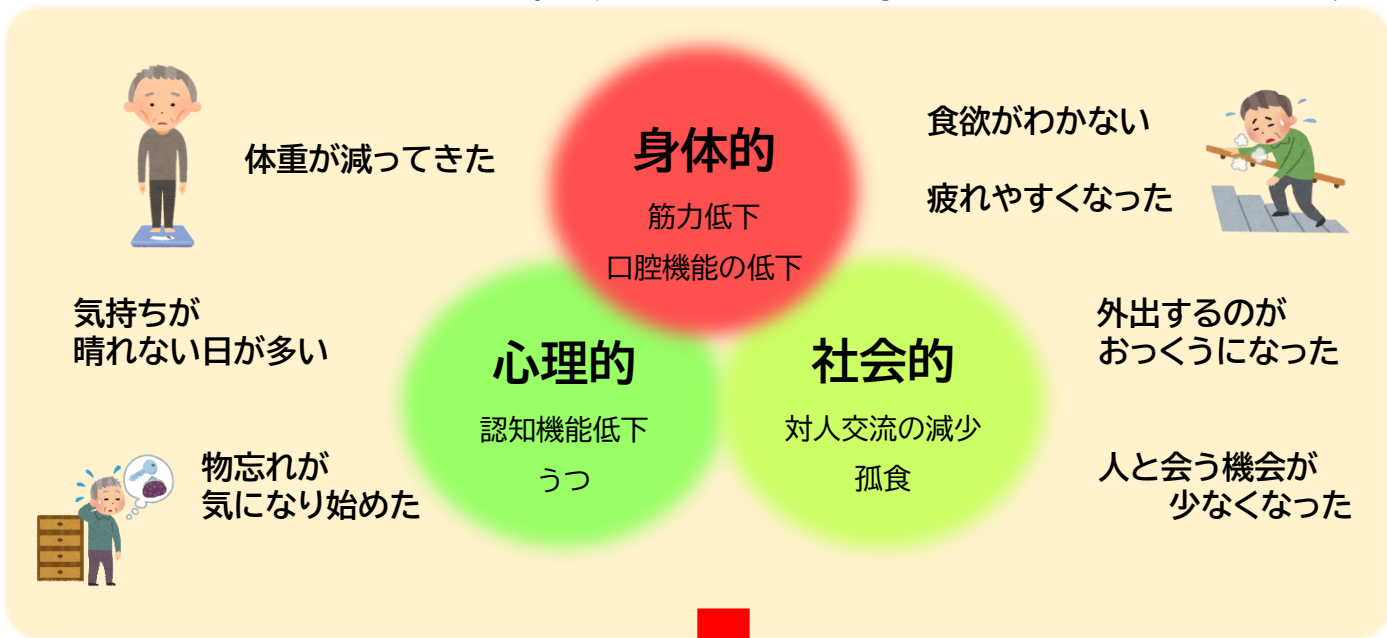 体重が減ってきた
身体的
筋力低下
口腔機能の低下
食欲がわかない
疲れやすくなった
気持ちが
晴れない日が多い
心理的
認知機能低下
うつ
社会的
対人交流の減少
孤食
外出するのが
おっくうになった
物忘れが
気になり始めた
人と会う機会が
少なくなった